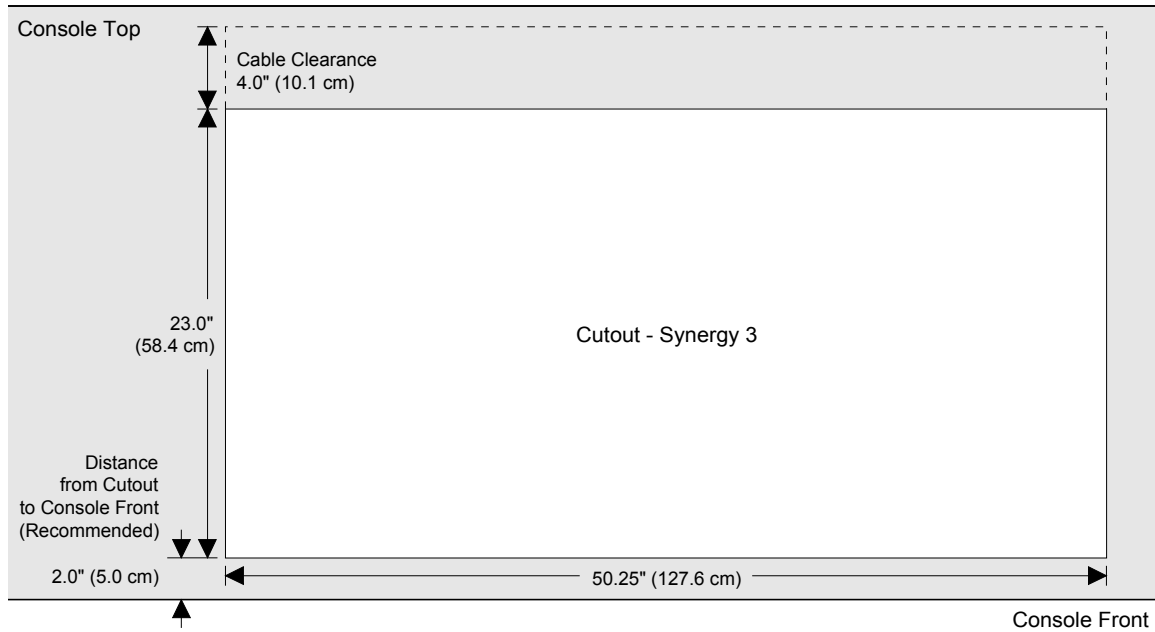 Console Top
Cable Clearance
4.0" (10.1 cm)
23.0"
(58.4 cm)
Cutout - Synergy 3
Distance
from Cutout
to Console Front
(Recommended)
2.0" (5.0 cm)
50.25" (127.6 cm)
Console Front